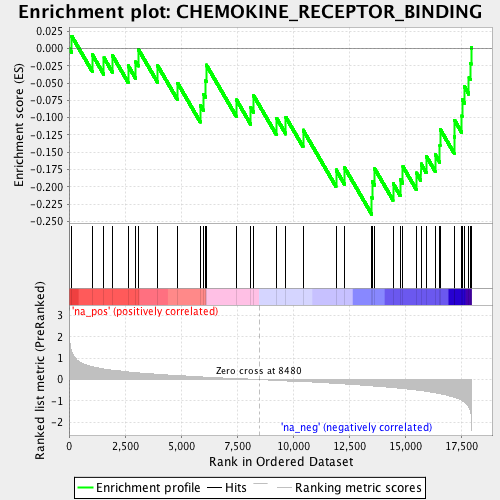 Enrichment plot: CHEMOKINE_RECEPTOR_BINDING
Enrichment score (ES)
0.025
0.000
-0.025
-0.050
-0.075
-0.100
-0.125
-0.150
-0.175
-0.200
-0.225
-0.250
'na_pos' (positively correlated)
Ranked list metric (PreRanked)
3
2
1
0
-1
-2
Zero cross at 8480
'na_neg' (negatively correlated)
0
2,500
5,000
7,500
10,000
12,500
15,000
17,500
Rank in Ordered Dataset
Enrichment profile
Hits
Ranking metric scores